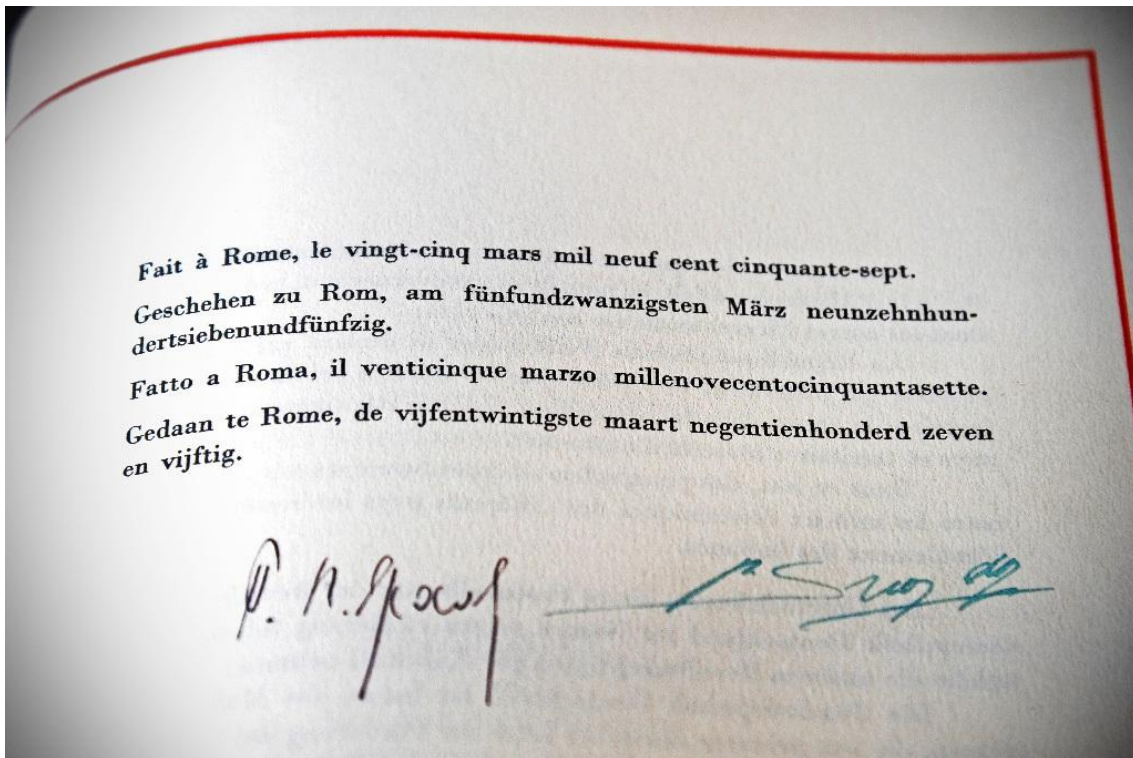 Fait à Rome, le vingt-cinq mars mil neuf cent cinquante-sept.
Geschehen zu Rom, am fünfundzwanzigsten März neunzehnhun-
dertsiebenundfünfzig.
Fatto a Roma, il venticinque marzo millenovecentocinquantasette.
Gedaan te Rome, de vijfentwintigste maart negentienhonderd zeven
en vijftig.